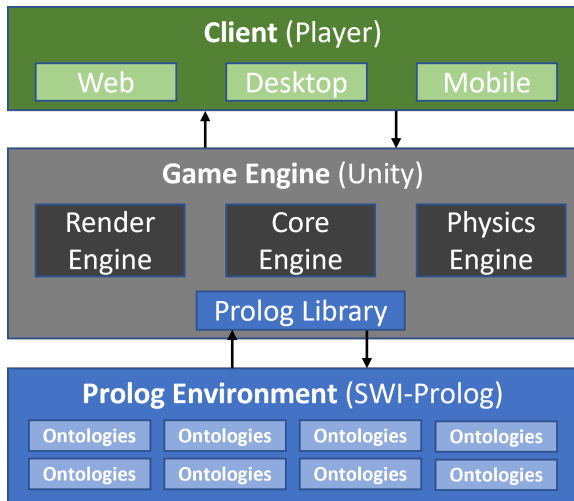 Client (Player)
Web Desktop Mobile
Game Engine (Unity)
Render Engine
Core Engine
Physics Engine
Prolog Library
Prolog Environment (SWI-Prolog)
Ontologies Ontologies Ontologies Ontologies
Ontologies Ontologies Ontologies Ontologies